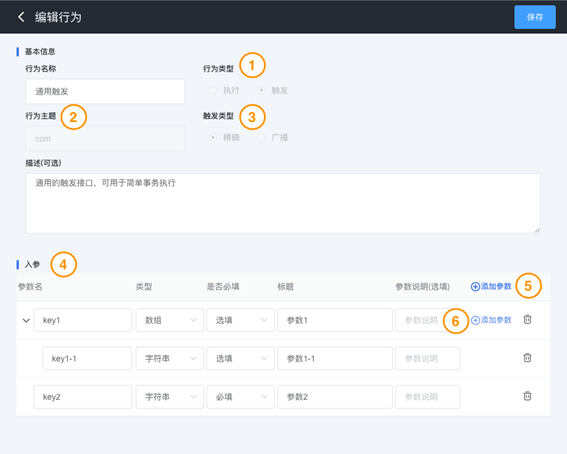 编辑行为
保存
基本信息
行为名称
行为类型 1
通用触发
执行 触发
行为主题 2
触发类型 3
com
精确 广播
描述(可选)
通用的触发接口、可用于简单事务执行
入参 4
参数名 类型 是否必填 标题 参数说明(选填) 添加参数 5
key1 数组 选填 参数1 参数说明 6 添加参数
key1-1 字符串 选填 参数1-1 参数说明
key2 字符串 必填 参数2 参数说明